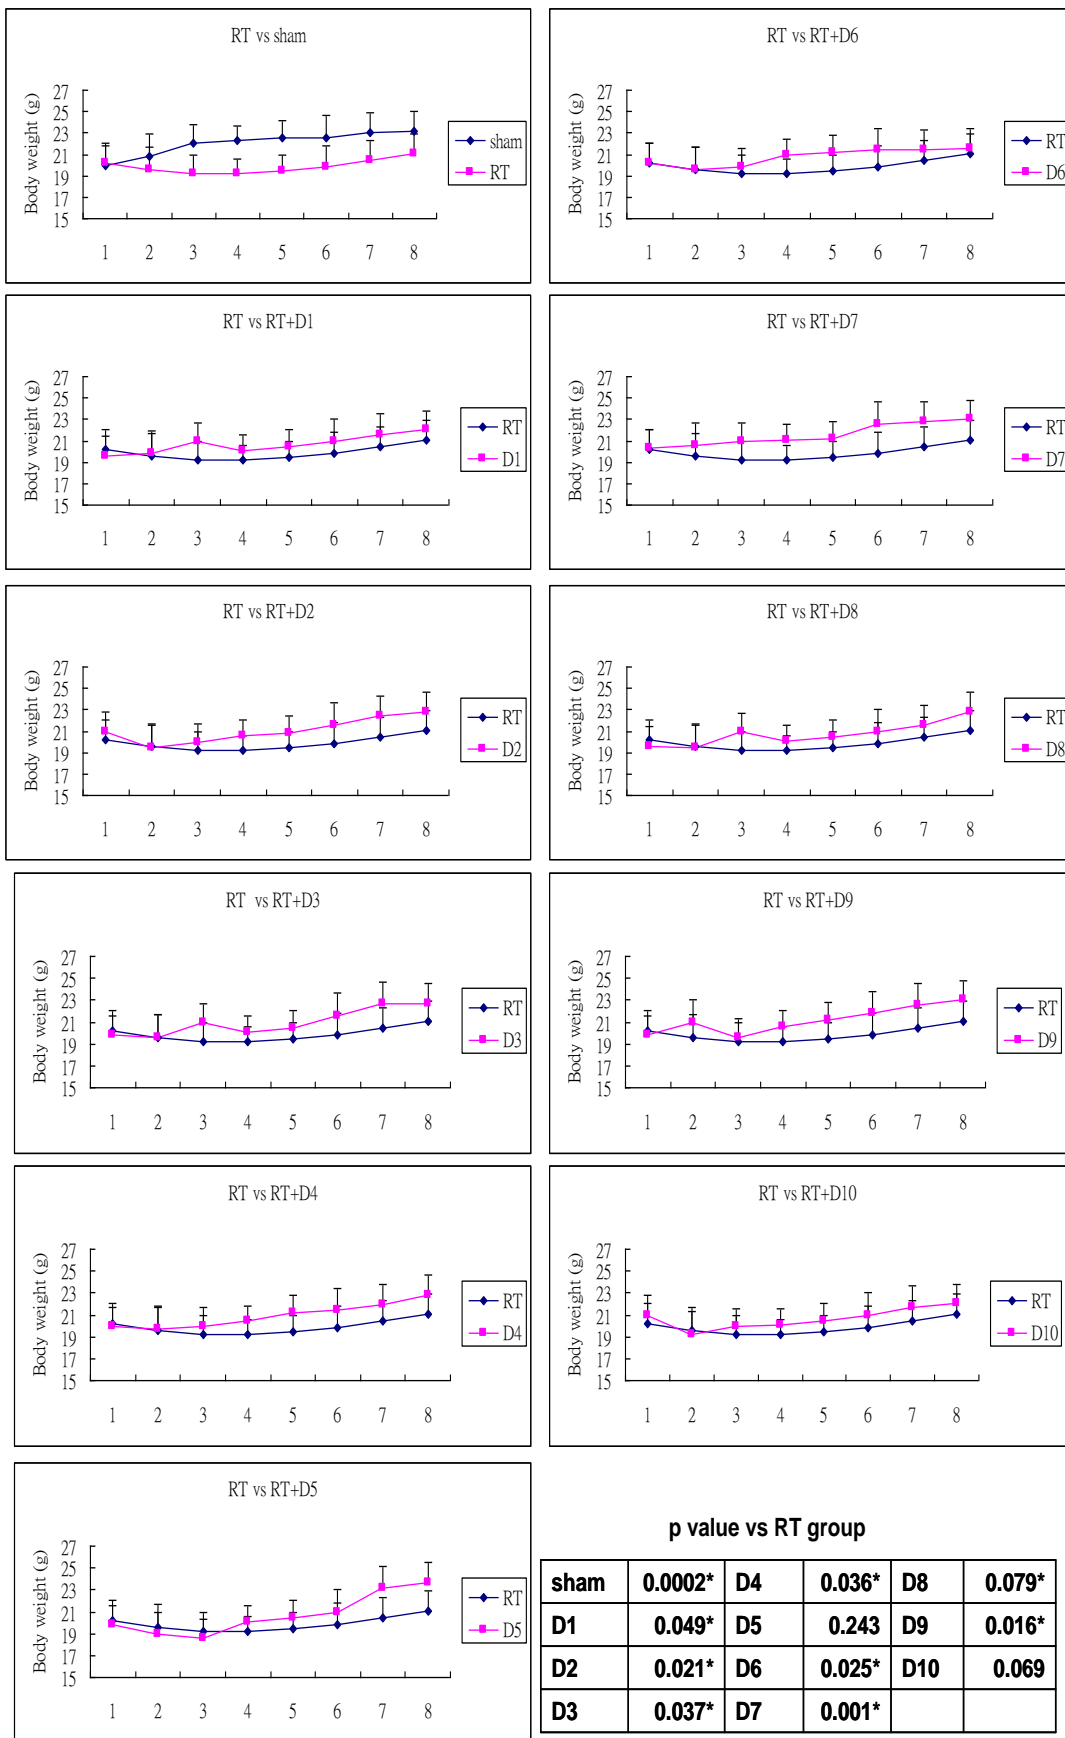 RT vs sham
Body weight (g)
27
25
23
21
19
17
15
1 2 3 4 5 6 7 8
sham
RT
RT vs RT+D6
Body weight (g)
27
25
23
21
19
17
15
1 2 3 4 5 6 7 8
RT
D6
RT vs RT+D1
Body weight (g)
27
25
23
21
19
17
15
1 2 3 4 5 6 7 8
RT
D1
RT vs RT+D7
Body weight (g)
27
25
23
21
19
17
15
1 2 3 4 5 6 7 8
RT
D7
RT vs RT+D2
Body weight (g)
27
25
23
21
19
17
15
1 2 3 4 5 6 7 8
RT
D2
RT vs RT+D8
Body weight (g)
27
25
23
21
19
17
15
1 2 3 4 5 6 7 8
RT
D8
RT vs RT+D3
Body weight (g)
27
25
23
21
19
17
15
1 2 3 4 5 6 7 8
RT
D3
RT vs RT+D9
Body weight (g)
27
25
23
21
19
17
15
1 2 3 4 5 6 7 8
RT
D9
RT vs RT+D4
Body weight (g)
27
25
23
21
19
17
15
1 2 3 4 5 6 7 8
RT
D4
RT vs RT+D10
Body weight (g)
27
25
23
21
19
17
15
1 2 3 4 5 6 7 8
RT
D10
RT vs RT+D5
Body weight (g)
27
25
23
21
19
17
15
1 2 3 4 5 6 7 8
RT
D5
p value vs RT group
sham 0.0002* D4 0.036* D8 0.079*
D1 0.049* D5 0.243 D9 0.016*
D2 0.021* D6 0.025* D10 0.069
D3 0.037* D7 0.001*